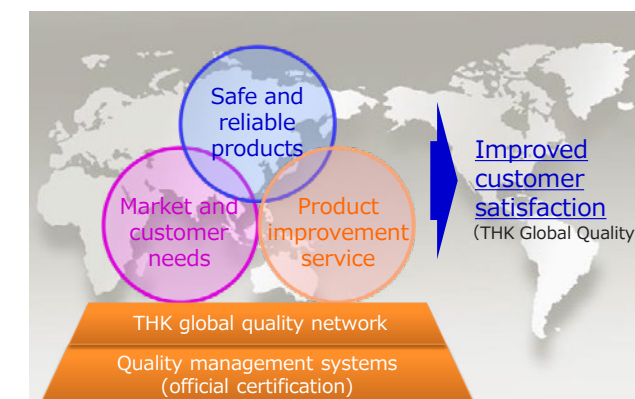 Safe and
reliable
products
Market and
customer
needs
Product
improvement
service
Improved
customer
satisfaction
(THK Global Quality
THK global quality network
Quality management systems
(official certification)